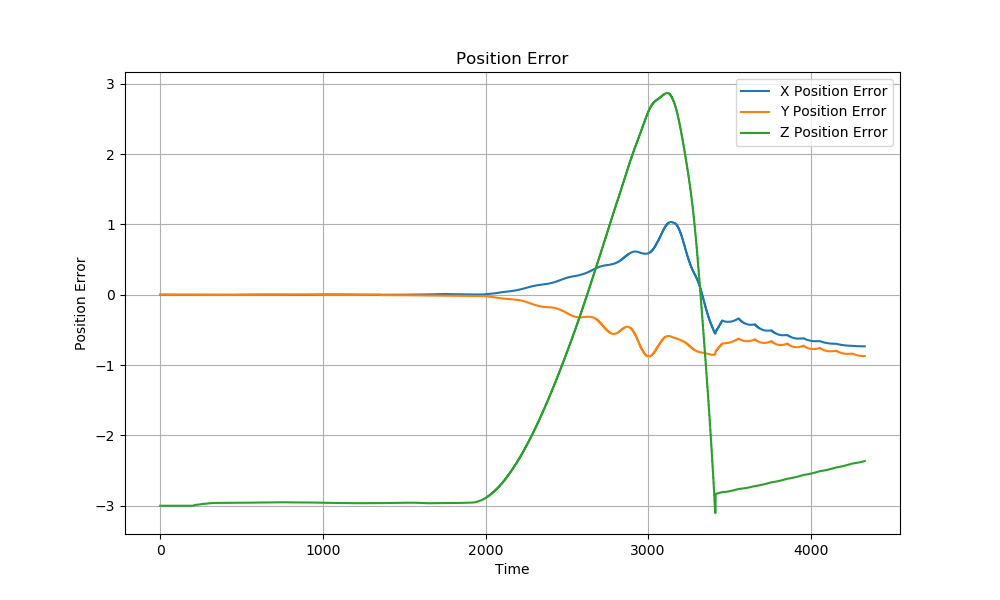 Position Error
3
2
1
0
−1
−2
−3
Position Error
X Position Error
Y Position Error
Z Position Error
0 1000 2000 3000 4000
Time